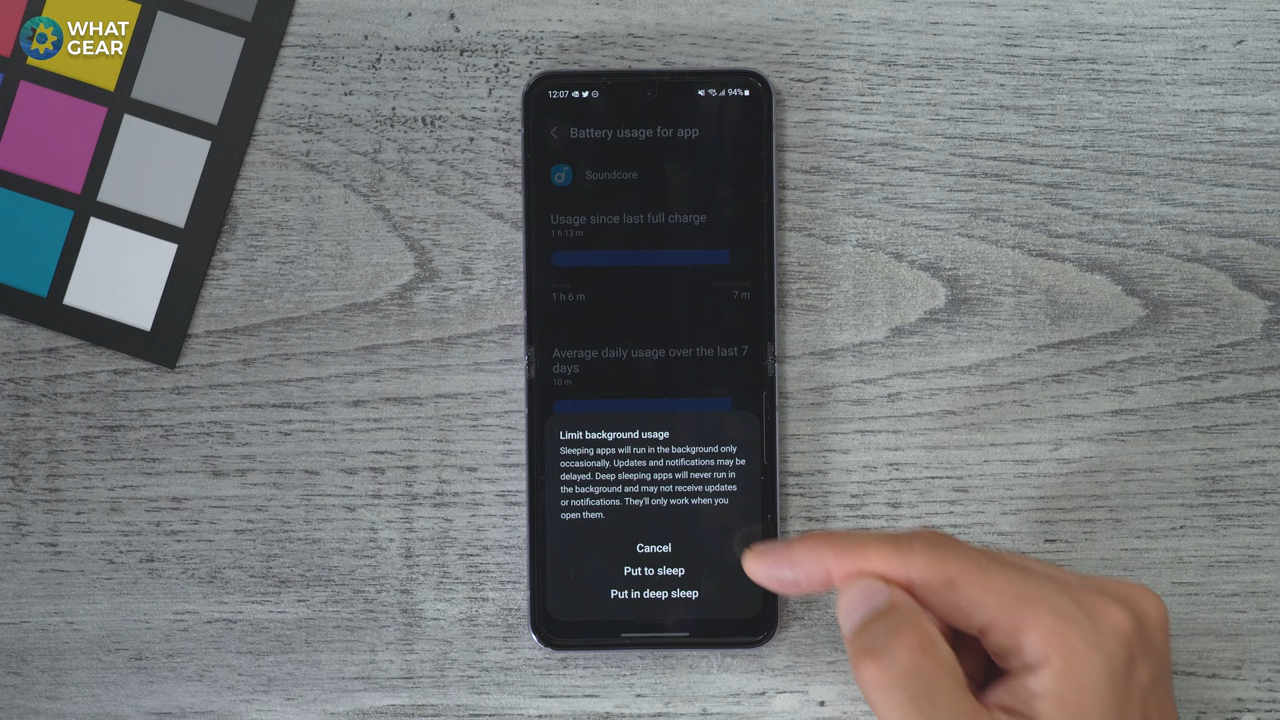 WHAT
GEAR
12:07
94%
Battery usage for app
Soundcore
Usage since last full charge
1 h 13 m
Background
1 h 6 m
7 m
Average daily usage over the last 7
days
10 m
Limit background usage
Sleeping apps will run in the background only
occasionally. Updates and notifications may be
delayed. Deep sleeping apps will never run in
the background and may not receive updates
or notifications. They'll only work when you
open them.
Cancel
Put to sleep
Put in deep sleep